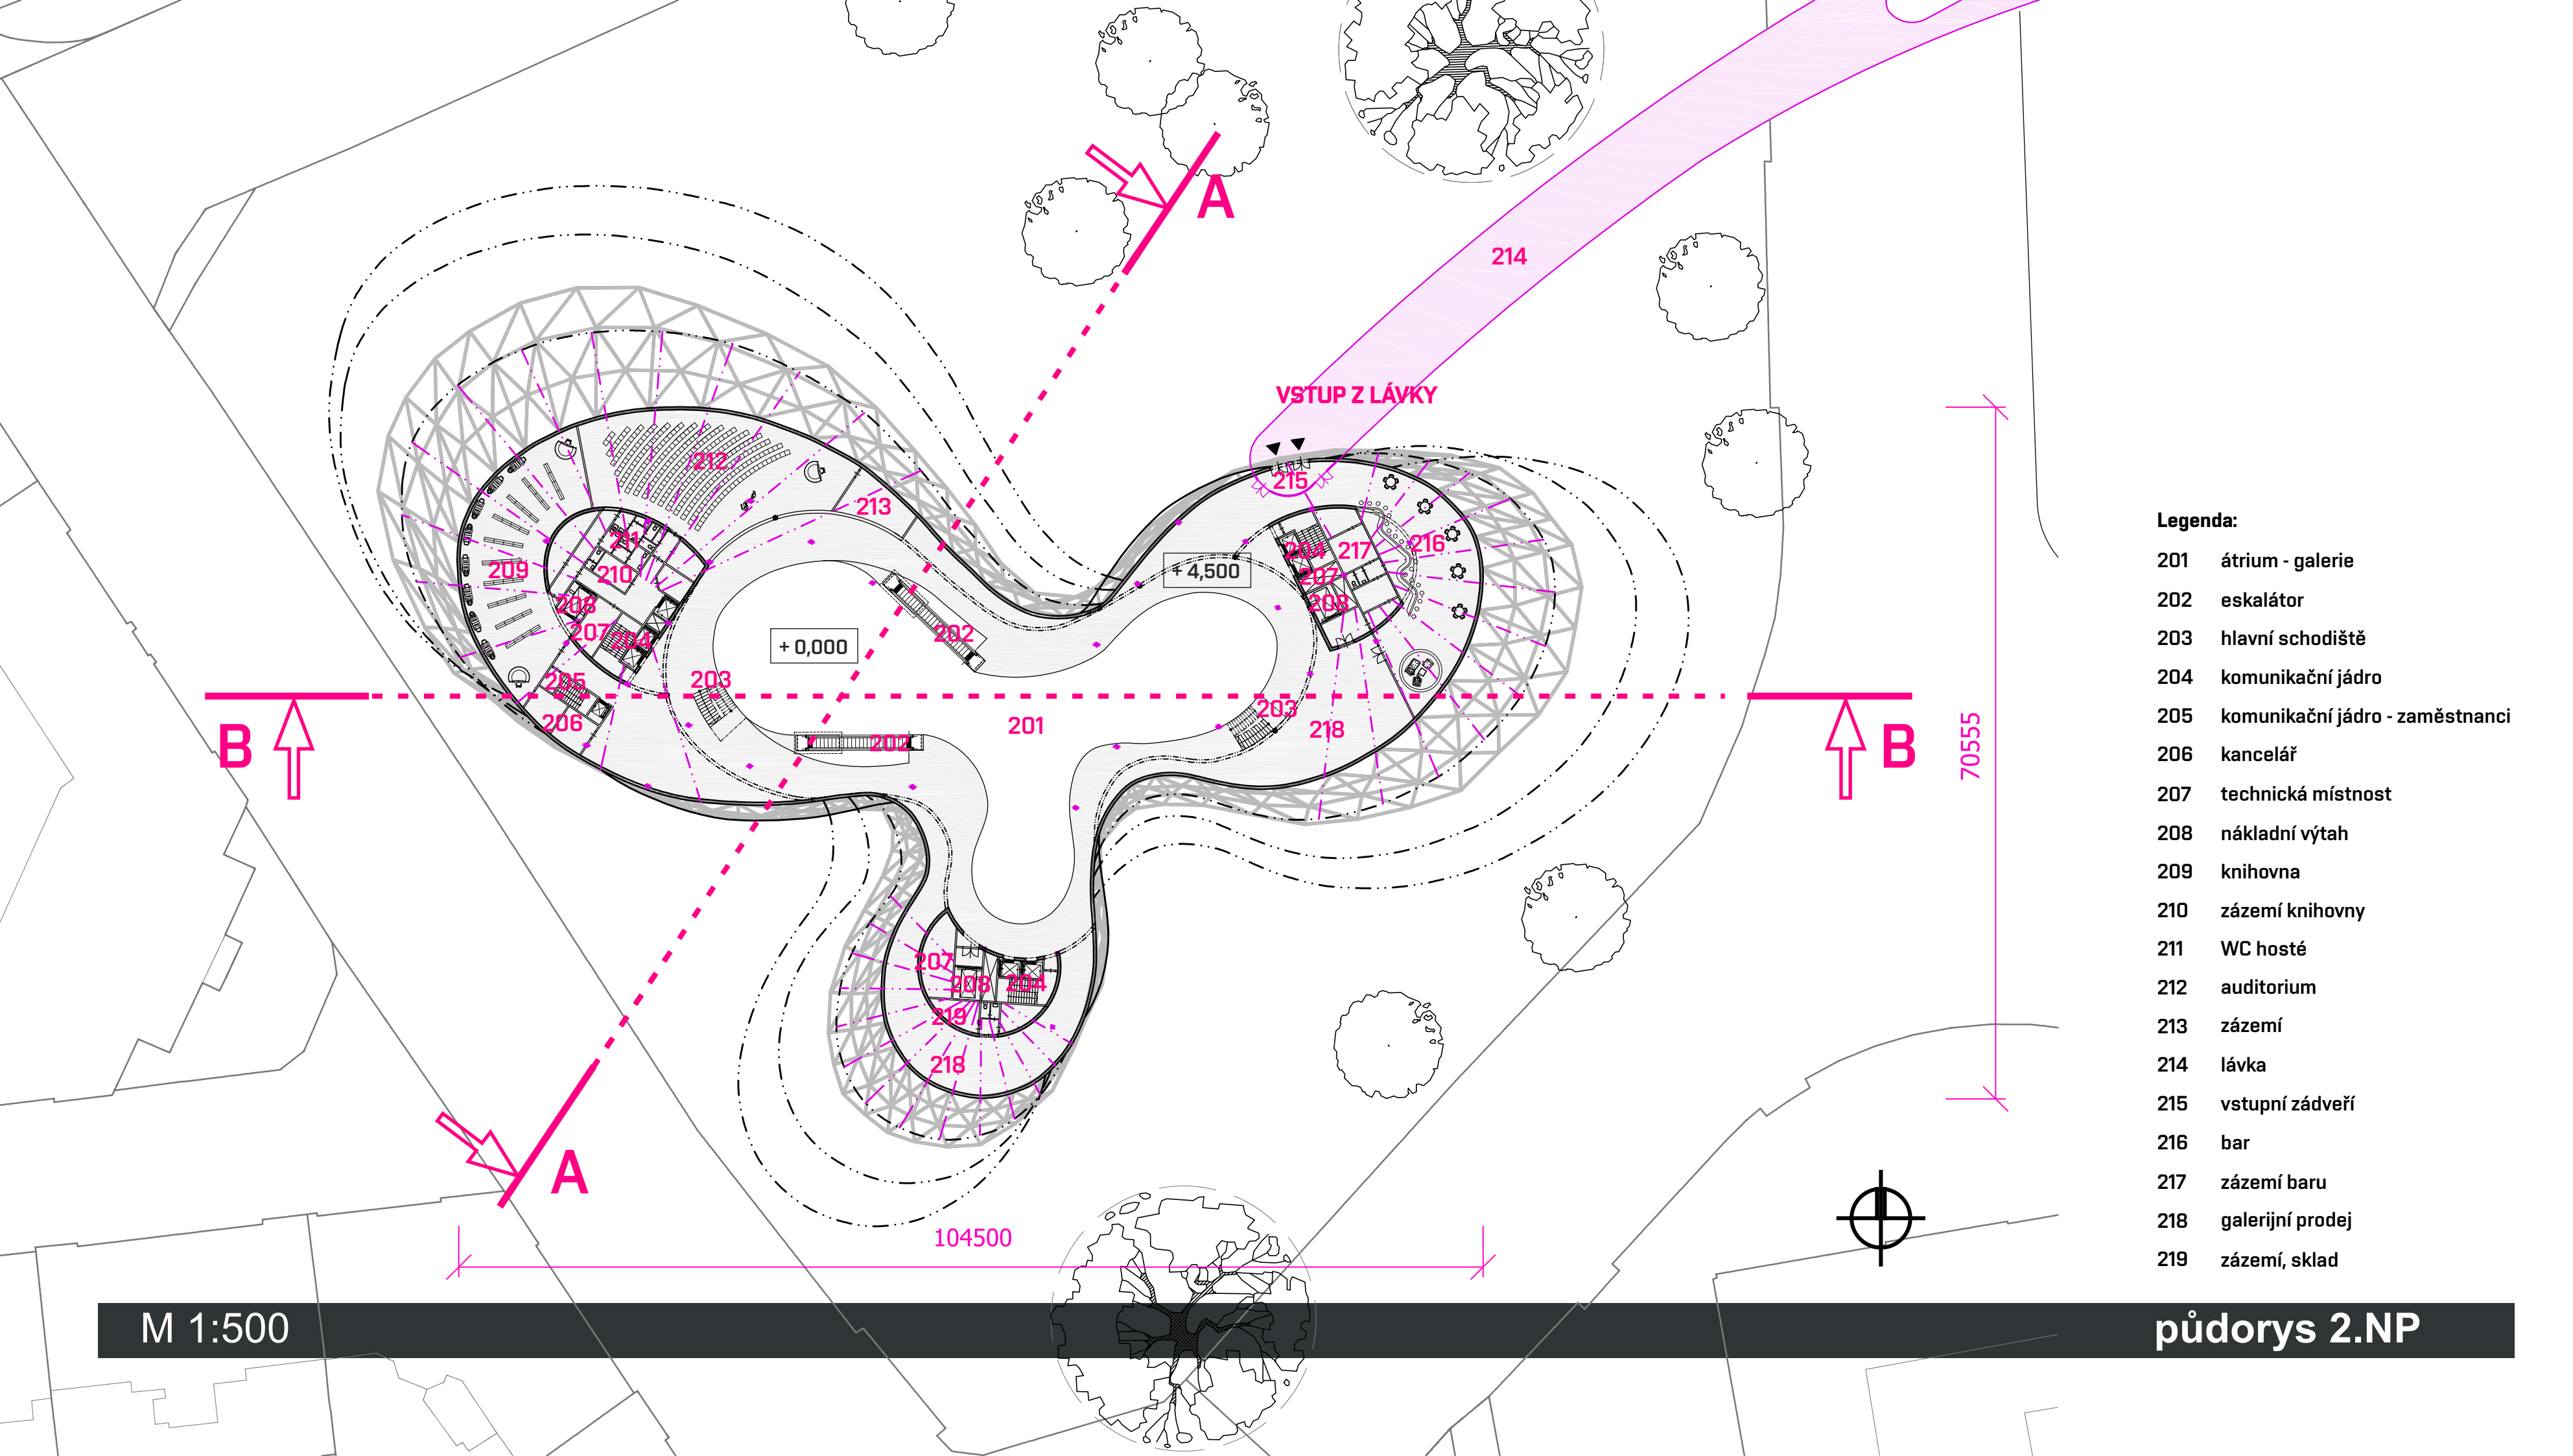 A
214
VSTUP Z LÁVKY
212
215
213
211
204
217
216
209
210
+ 4,500
207
208
208
207
204
202
+ 0,000
205
203
203
206
201
218
202
B
B
70555
207
208
204
219
218
A
104500
Legenda:
201 átrium - galerie
202 eskalátor
203 hlavní schodiště
204 komunikační jádro
205 komunikační jádro - zaměstnanci
206 kancelář
207 technická místnost
208 nákladní výtah
209 knihovna
210 zázemí knihovny
211 WC hosté
212 auditorium
213 zázemí
214 lávka
215 vstupní zádveří
216 bar
217 zázemí baru
218 galerijní prodej
219 zázemí, sklad
M 1:500
půdorys 2.NP